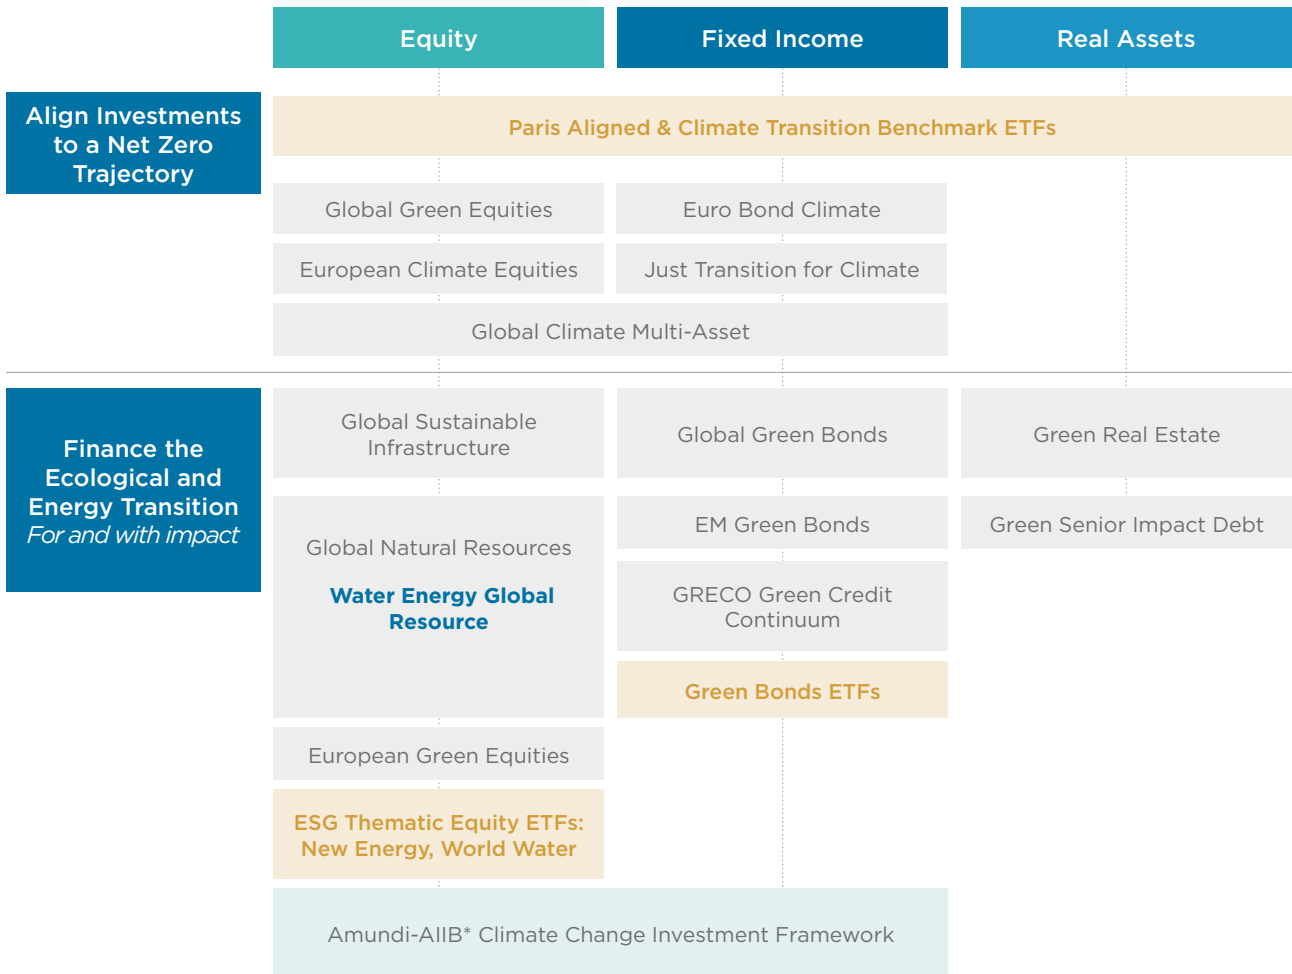 Equity
Fixed Income
Real Assets
Align Investments
to a Net Zero
Trajectory
Paris Aligned & Climate Transition Benchmark ETFs
Global Green Equities
Euro Bond Climate
European Climate Equities
Just Transition for Climate
Global Climate Multi-Asset
Finance the
Ecological and
Energy Transition
For and with impact
Global Sustainable
Infrastructure
Global Green Bonds
Green Real Estate
Global Natural Resources
Water Energy Global
Resource
EM Green Bonds
Green Senior Impact Debt
GRECO Green Credit
Continuum
Green Bonds ETFs
European Green Equities
ESG Thematic Equity ETFs:
New Energy, World Water
Amundi-AIIB* Climate Change Investment Framework